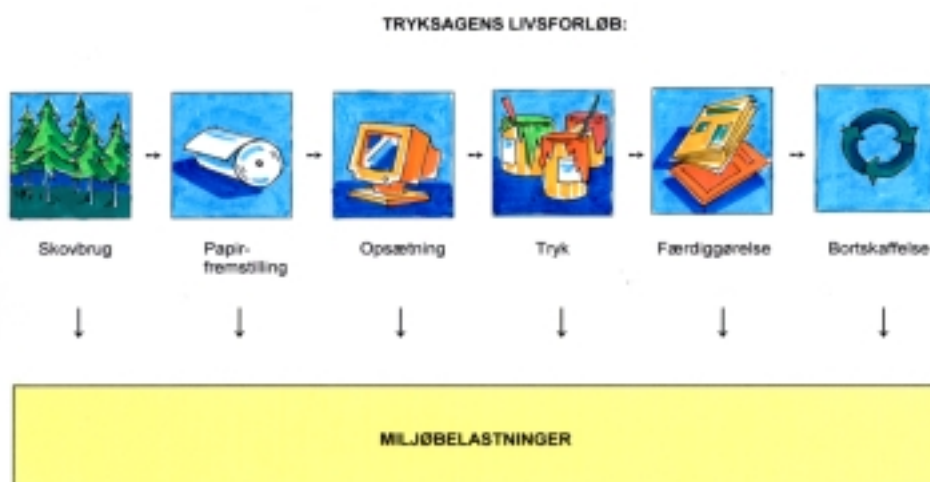 TRYKSAGENS LIVSFORLØB:
Skovbrug
Papir-
fremstilling
Opsætning
Tryk
Færdiggørelse
Bortskaffelse
MILJØBELASTNINGER